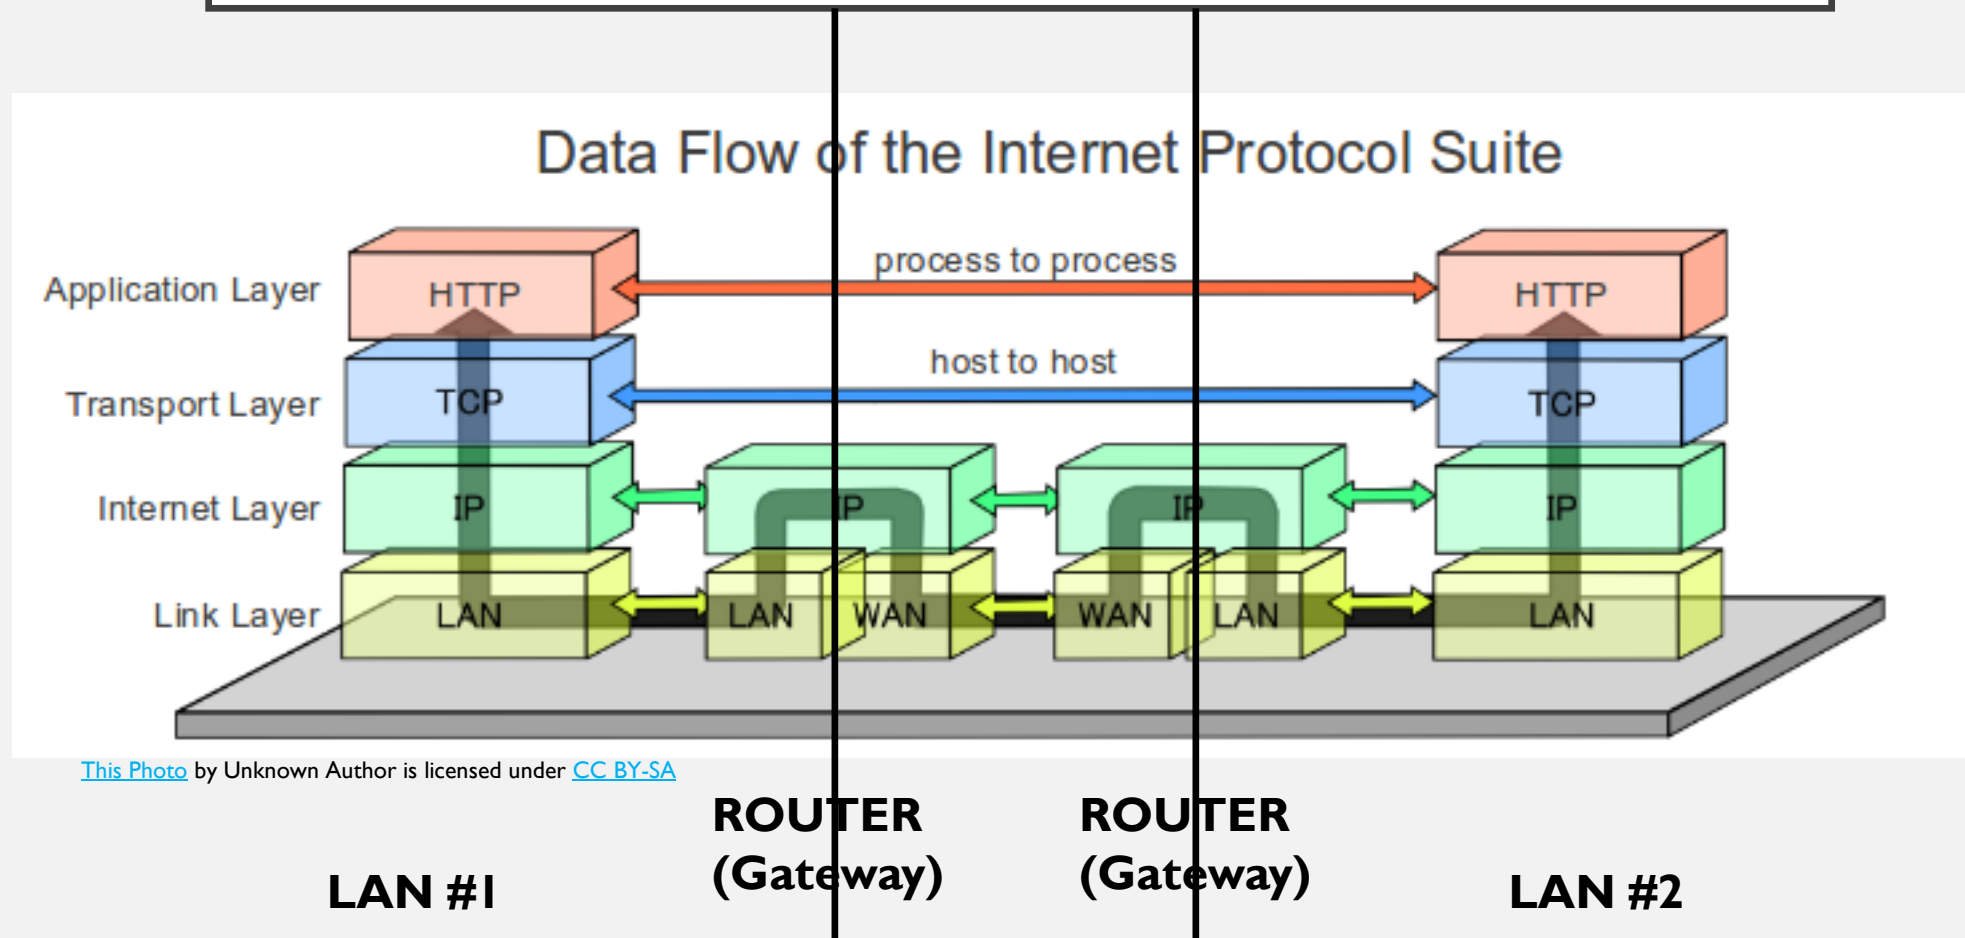 Data Flow of the Internet Protocol Suite
Application Layer
HTTP
process to process
HTTP
Transport Layer
TCP
host to host
TCP
Internet Layer
IP
IP
IP
IP
Link Layer
LAN
LAN
WAN
WAN
LAN
LAN
This Photo by Unknown Author is licensed under CC BY-SA
ROUTER
(Gateway)
ROUTER
(Gateway)
LAN #1
LAN #2